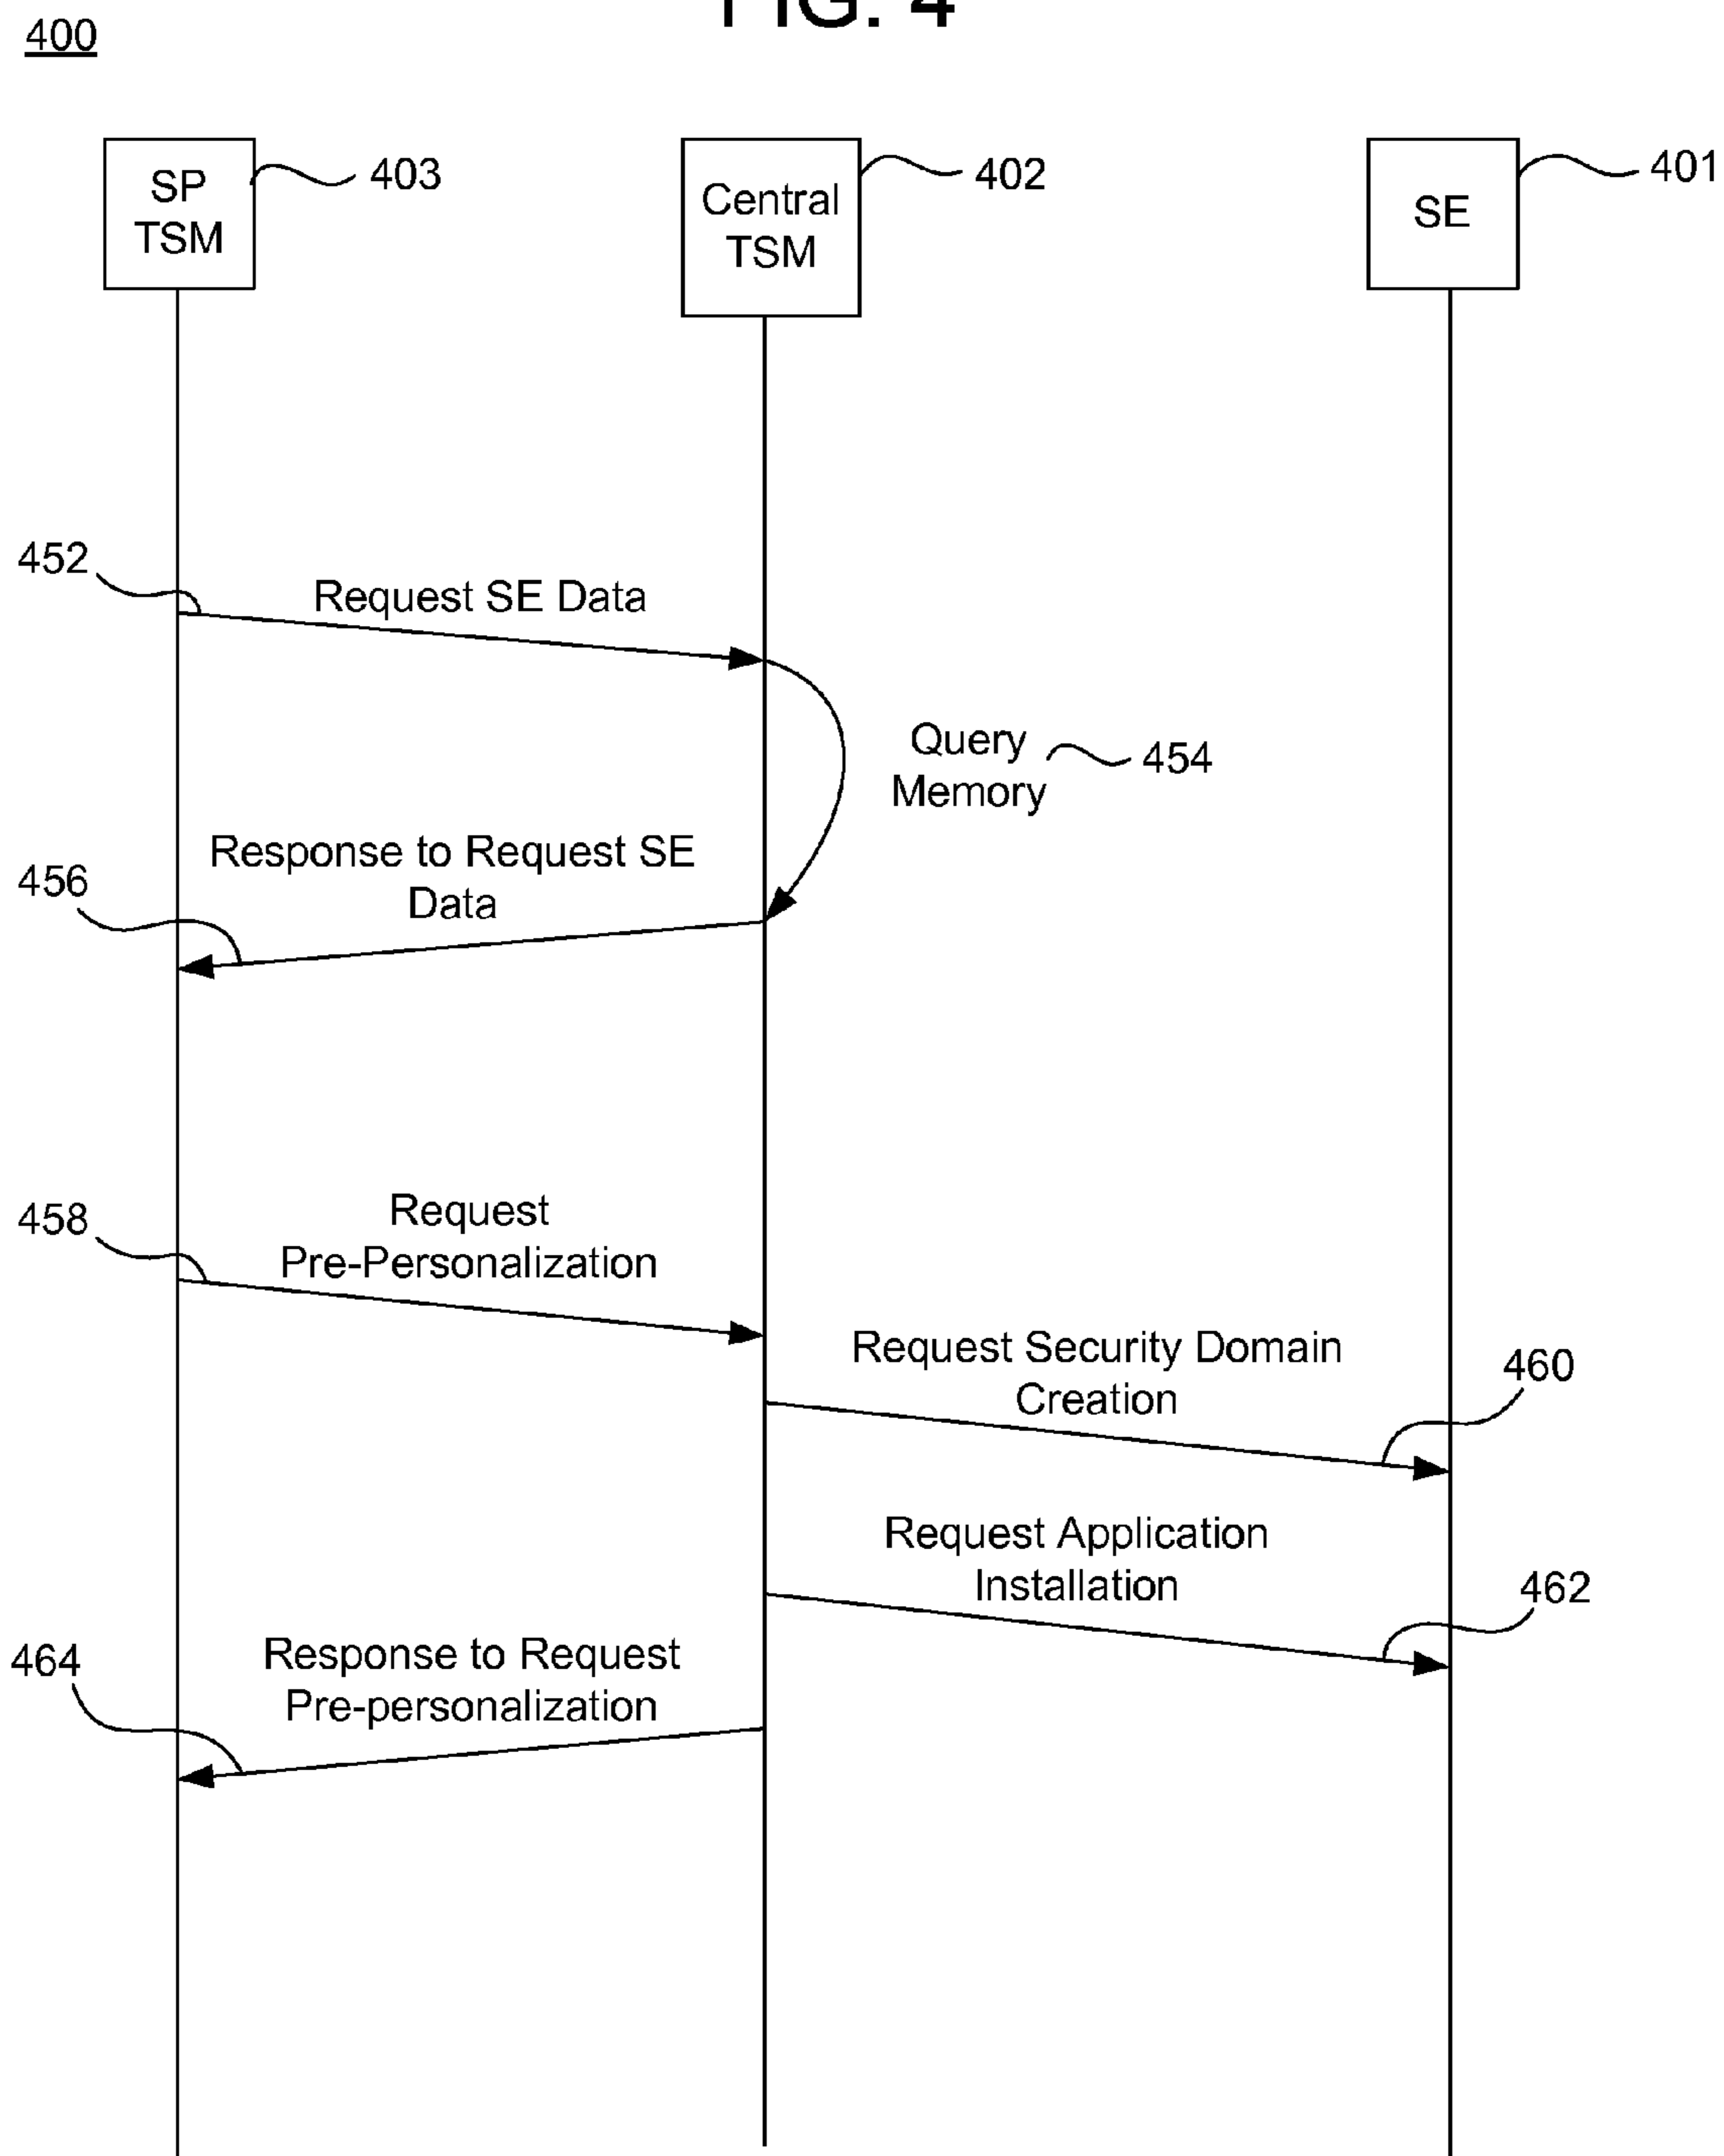 FIG. 4
400
SP
TSM
403
Central
TSM
402
SE
401
452
Request SE Data
Query
Memory
454
Response to Request SE
Data
456
458
Request
Pre-Personalization
Request Security Domain
Creation
460
Request Application
Installation
462
464
Response to Request
Pre-personalization